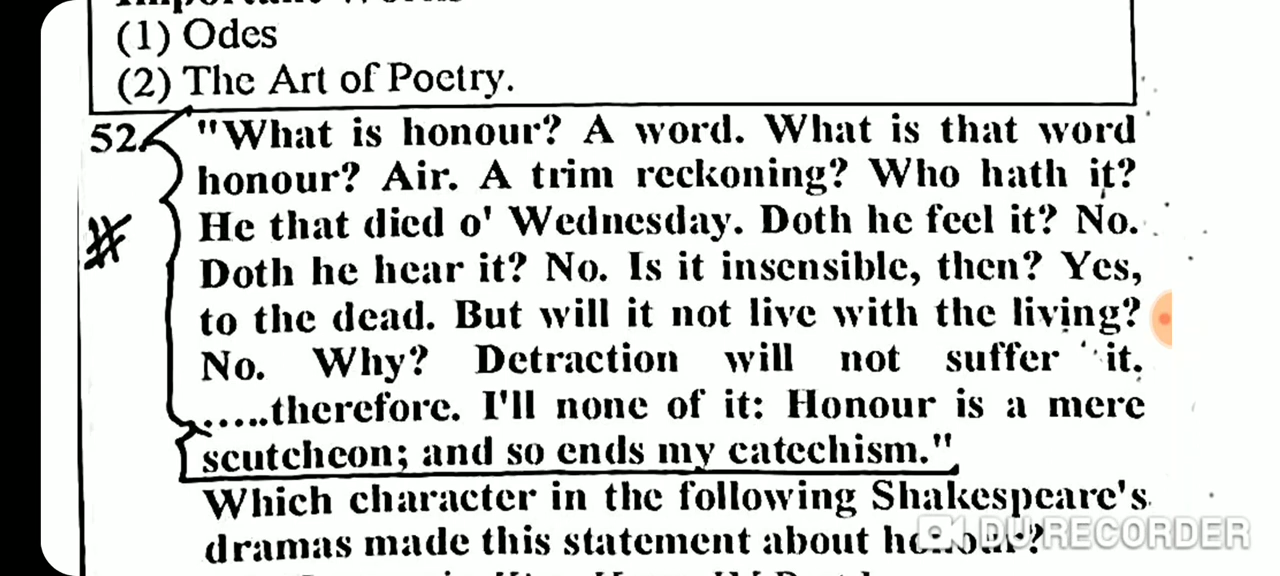 (1) Odes
(2) The Art of Poetry.
52. "What is honour? A word. What is that word
honour? Air. A trim reckoning? Who hath it?
He that died o' Wednesday. Doth he feel it? No.
Doth he hear it? No. Is it insensible, then? Yes,
to the dead. But will it not live with the living?
No. Why? Detraction will not suffer it.
.....therefore. I'll none of it: Honour is a mere
scutcheon; and so ends my catechism."
Which character in the following Shakespeare's
dramas made this statement about honour?
DU RECORDER